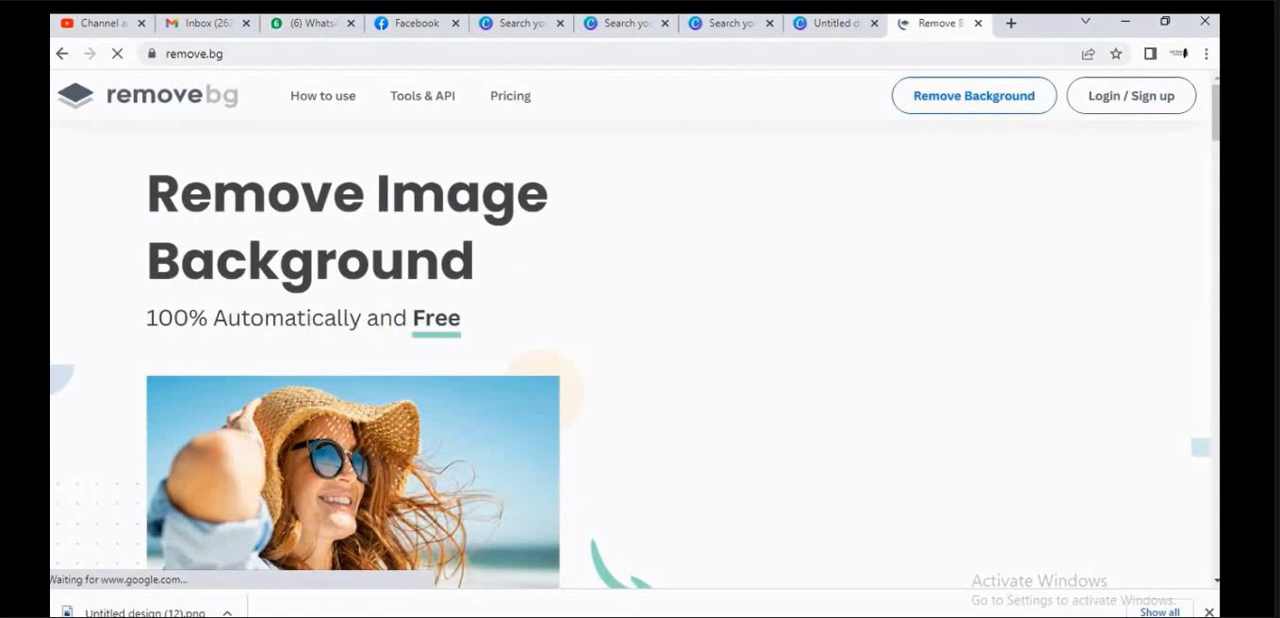 Channel a
Inbox (26
(6) Whats
Facebook
Search yo
Search you
Search yo
Untitled d
Remove B
remove.bg
removebg
How to use
Tools & API
Pricing
Remove Background
Login / Sign up
Remove Image
Background
100% Automatically and Free
Waiting for www.google.com...
Activate Windows
Go to Settings to activate Windows.
Untitled design (12).png
Show all